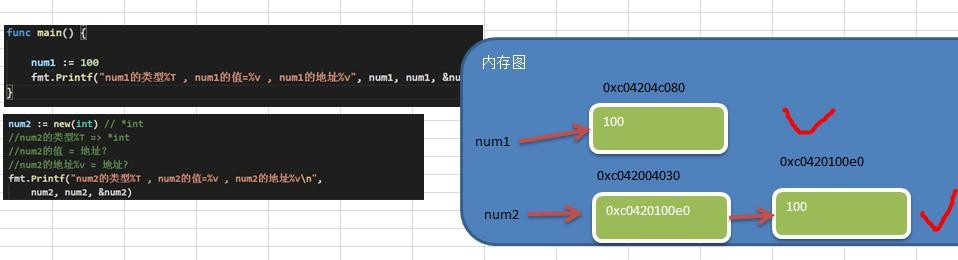 func main() {
num1 := 100
fmt.Printf("num1的类型%T , num1的值=%v , num1的地址%v", num1, num1, &nu
}
num2 := new(int) // *int
//num2的类型%T => *int
//num2的值 = 地址?
//num2的地址%v = 地址?
fmt.Printf("num2的类型%T , num2的值=%v , num2的地址%v\n",
num2, num2, &num2)
内存图
0xc04204c080
num1
100
0xc0420100e0
0xc042004030
num2
0xc0420100e0
100